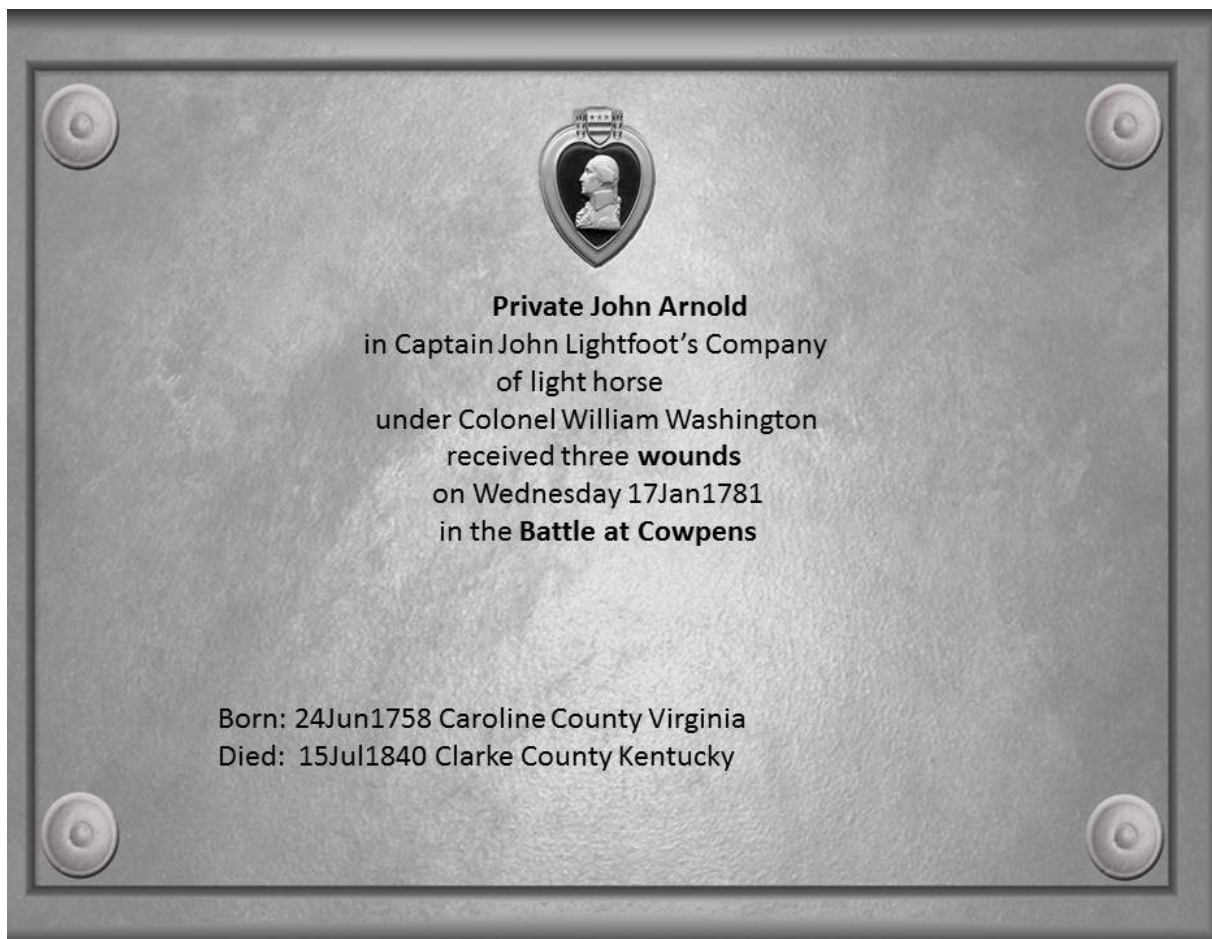 Private John Arnold
in Captain John Lightfoot’s Company
of light horse
under Colonel William Washington
received three wounds
on Wednesday 17Jan1781
in the Battle at Cowpens
Born: 24Jun1758 Caroline County Virginia
Died: 15Jul1840 Clarke County Kentucky